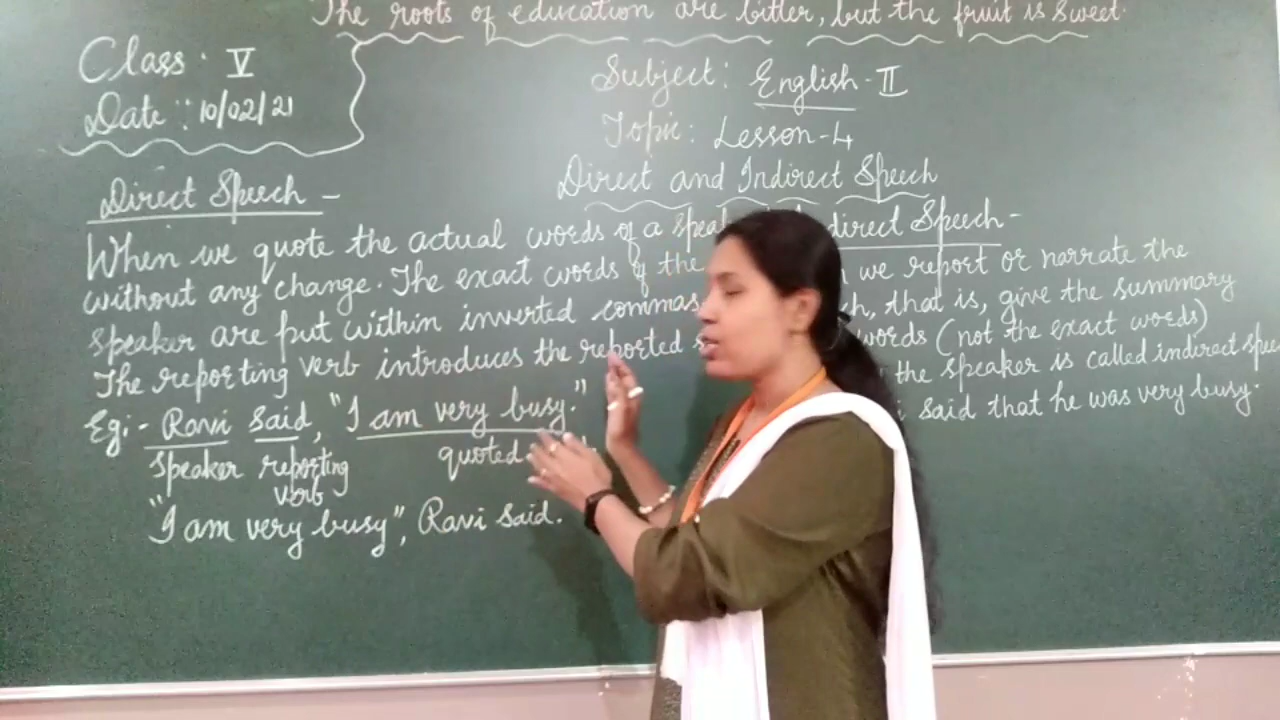 The roots of education are bitter, but the fruit is sweet.
Class : V
Date :: 10/02/21
Subject: English-II
Topic: Lesson-4
Direct and Indirect Speech
Direct Speech -
When we quote the actual words of a
without any change. The exact words of the
speaker are put within inverted commas
The reporting verb introduces the reported
Eg:- Ravi said, "I am very busy."
speaker reporting quoted
verb
"I am very busy", Ravi said.
direct Speech -
we report or narrate the
that is, give the summary
words (not the exact words)
the speaker is called indirect
said that he was very busy.